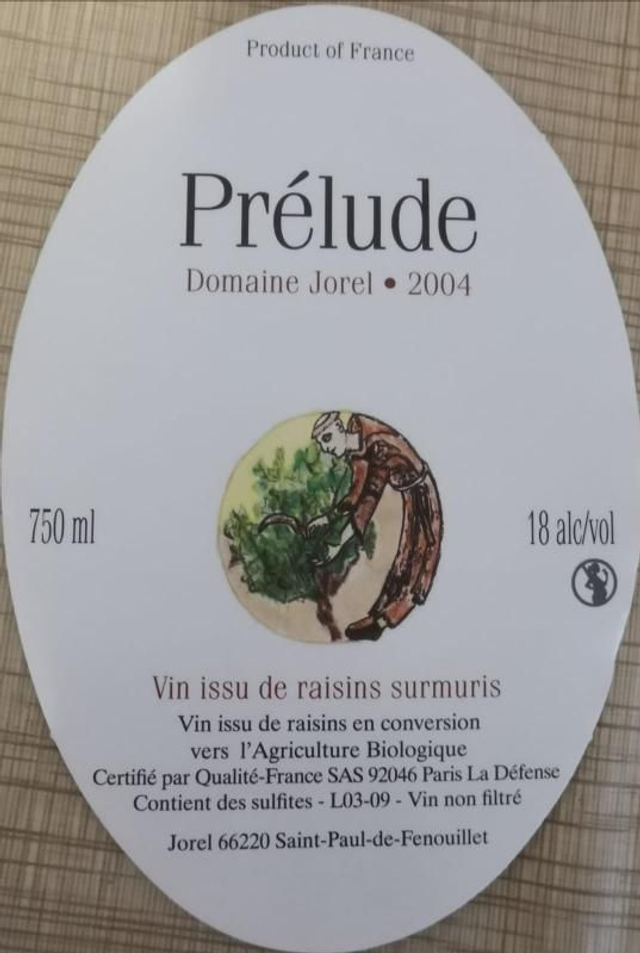 Product of France
Prélude
Domaine Jorel • 2004
750 ml
18 alc/vol
Vin issu de raisins surmuris
Vin issu de raisins en conversion
vers l'Agriculture Biologique
Certifié par Qualité-France SAS 92046 Paris La Défense
Contient des sulfites - L03-09 - Vin non filtré
Jorel 66220 Saint-Paul-de-Fenouillet